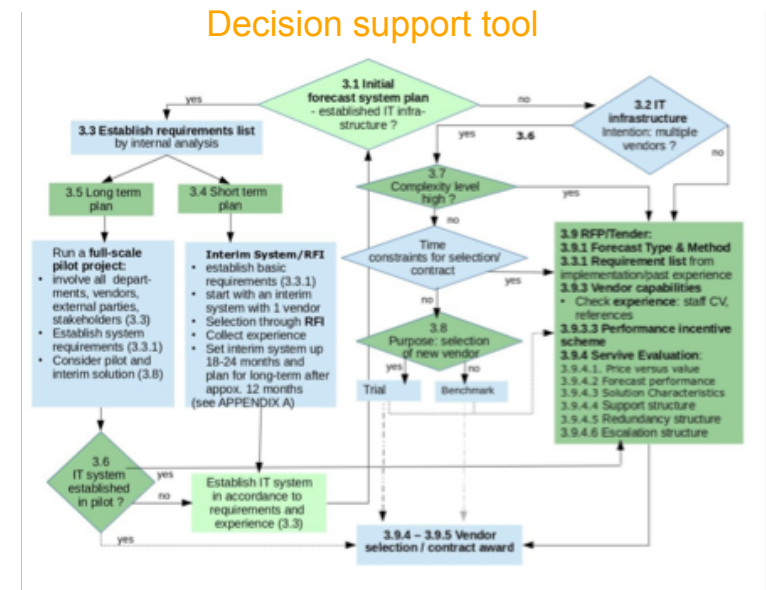 Decision support tool
3.1 Initial
forecast system plan
- established IT infra-
structure ?
yes
no
3.2 IT
infrastructure
Intention: multiple
vendors ?
3.3 Establish requirements list
by internal analysis
yes
3.6
no
3.7
Complexity level
high ?
yes
no
3.5 Long term
plan
3.4 Short term
plan
Run a full-scale
pilot project:
• involve all depart-
ments, vendors,
external parties,
stakeholders (3.3)
• Establish system
requirements (3.3.1)
• Consider pilot and
interim solution (3.8)
Interim System/RFI
• establish basic
requirements (3.3.1)
• start with an interim
system with 1 vendor
• Selection through RFI
• Collect experience
• Set interim system up
18-24 months and
plan for long-term after
appox. 12 months
(see APPENDIX A)
Time
constraints for selection/
contract
yes
no
3.8
Purpose: selection
of new vendor
yes
no
Trial
Benchmark
3.9 RFP/Tender:
3.9.1 Forecast Type & Method
3.3.1 Requirement list from
implementation/past experience
3.9.3 Vendor capabilities
• Check experience: staff CV,
references
3.9.3.3 Performance incentive
scheme
3.9.4 Servive Evaluation:
3.9.4.1. Price versus value
3.9.4.2 Forecast performance
3.9.4.3 Solution Characteristics
3.9.4.4 Support structure
3.9.4.5 Redundancy structure
3.9.4.6 Escalation structure
3.6
IT system
established
in pilot ?
yes
no
yes
Establish IT system
in accordance to
requirements and
experience (3.3)
3.9.4 – 3.9.5 Vendor
selection / contract award